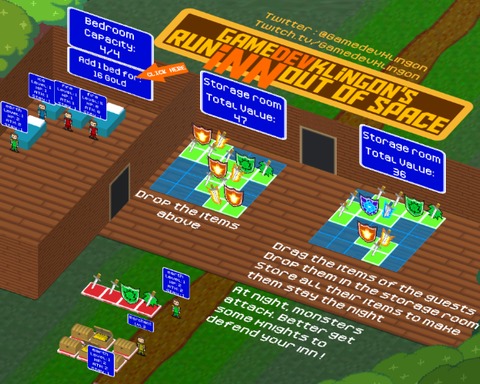 Bedroom
Capacity:
4/4
Add 1 bed for
16 Gold
CLICK HERE
Twitter : @GamedevKlingon
Twitch.tv/GamedevKlingon
GAMEDEVKLINGON'S
RUN INN OUT OF SPACE
Storage room
Total Value:
47
Storage room
Total Value:
36
Drop the items
above
Drag the items of the guests
Drop them in the storage room
Store all their items to make
them stay the night
At night, monsters
attack. Better get
some Knights to
defend your inn !